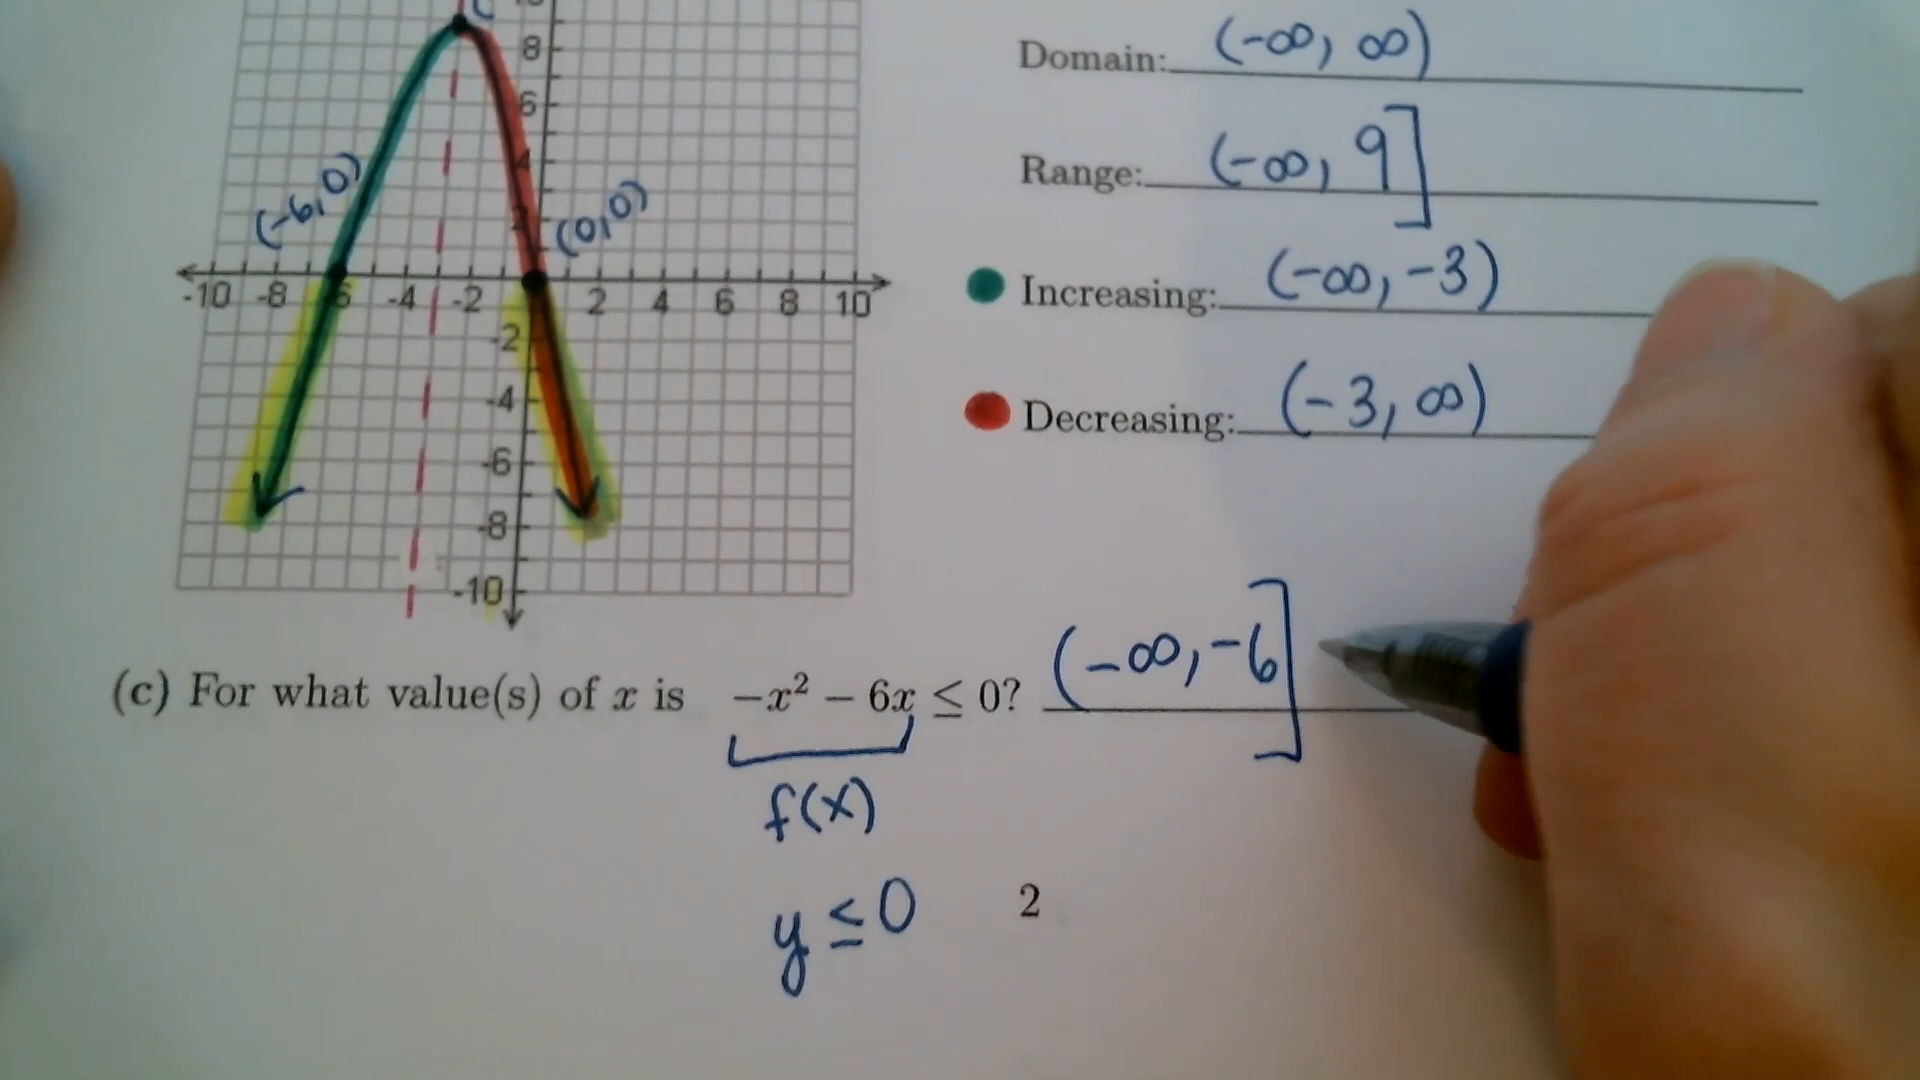 8
6
4
2
(-6,0)
(0,0)
-10 -8 -6 -4 -2 2 4 6 8 10
-2
-4
-6
-8
-10
Domain: (-∞, ∞)
Range: (-∞, 9]
Increasing: (-∞, -3)
Decreasing: (-3, ∞)
(c) For what value(s) of x is −x² − 6x ≤ 0? (-∞, -6]
f(x)
y ≤ 0
2